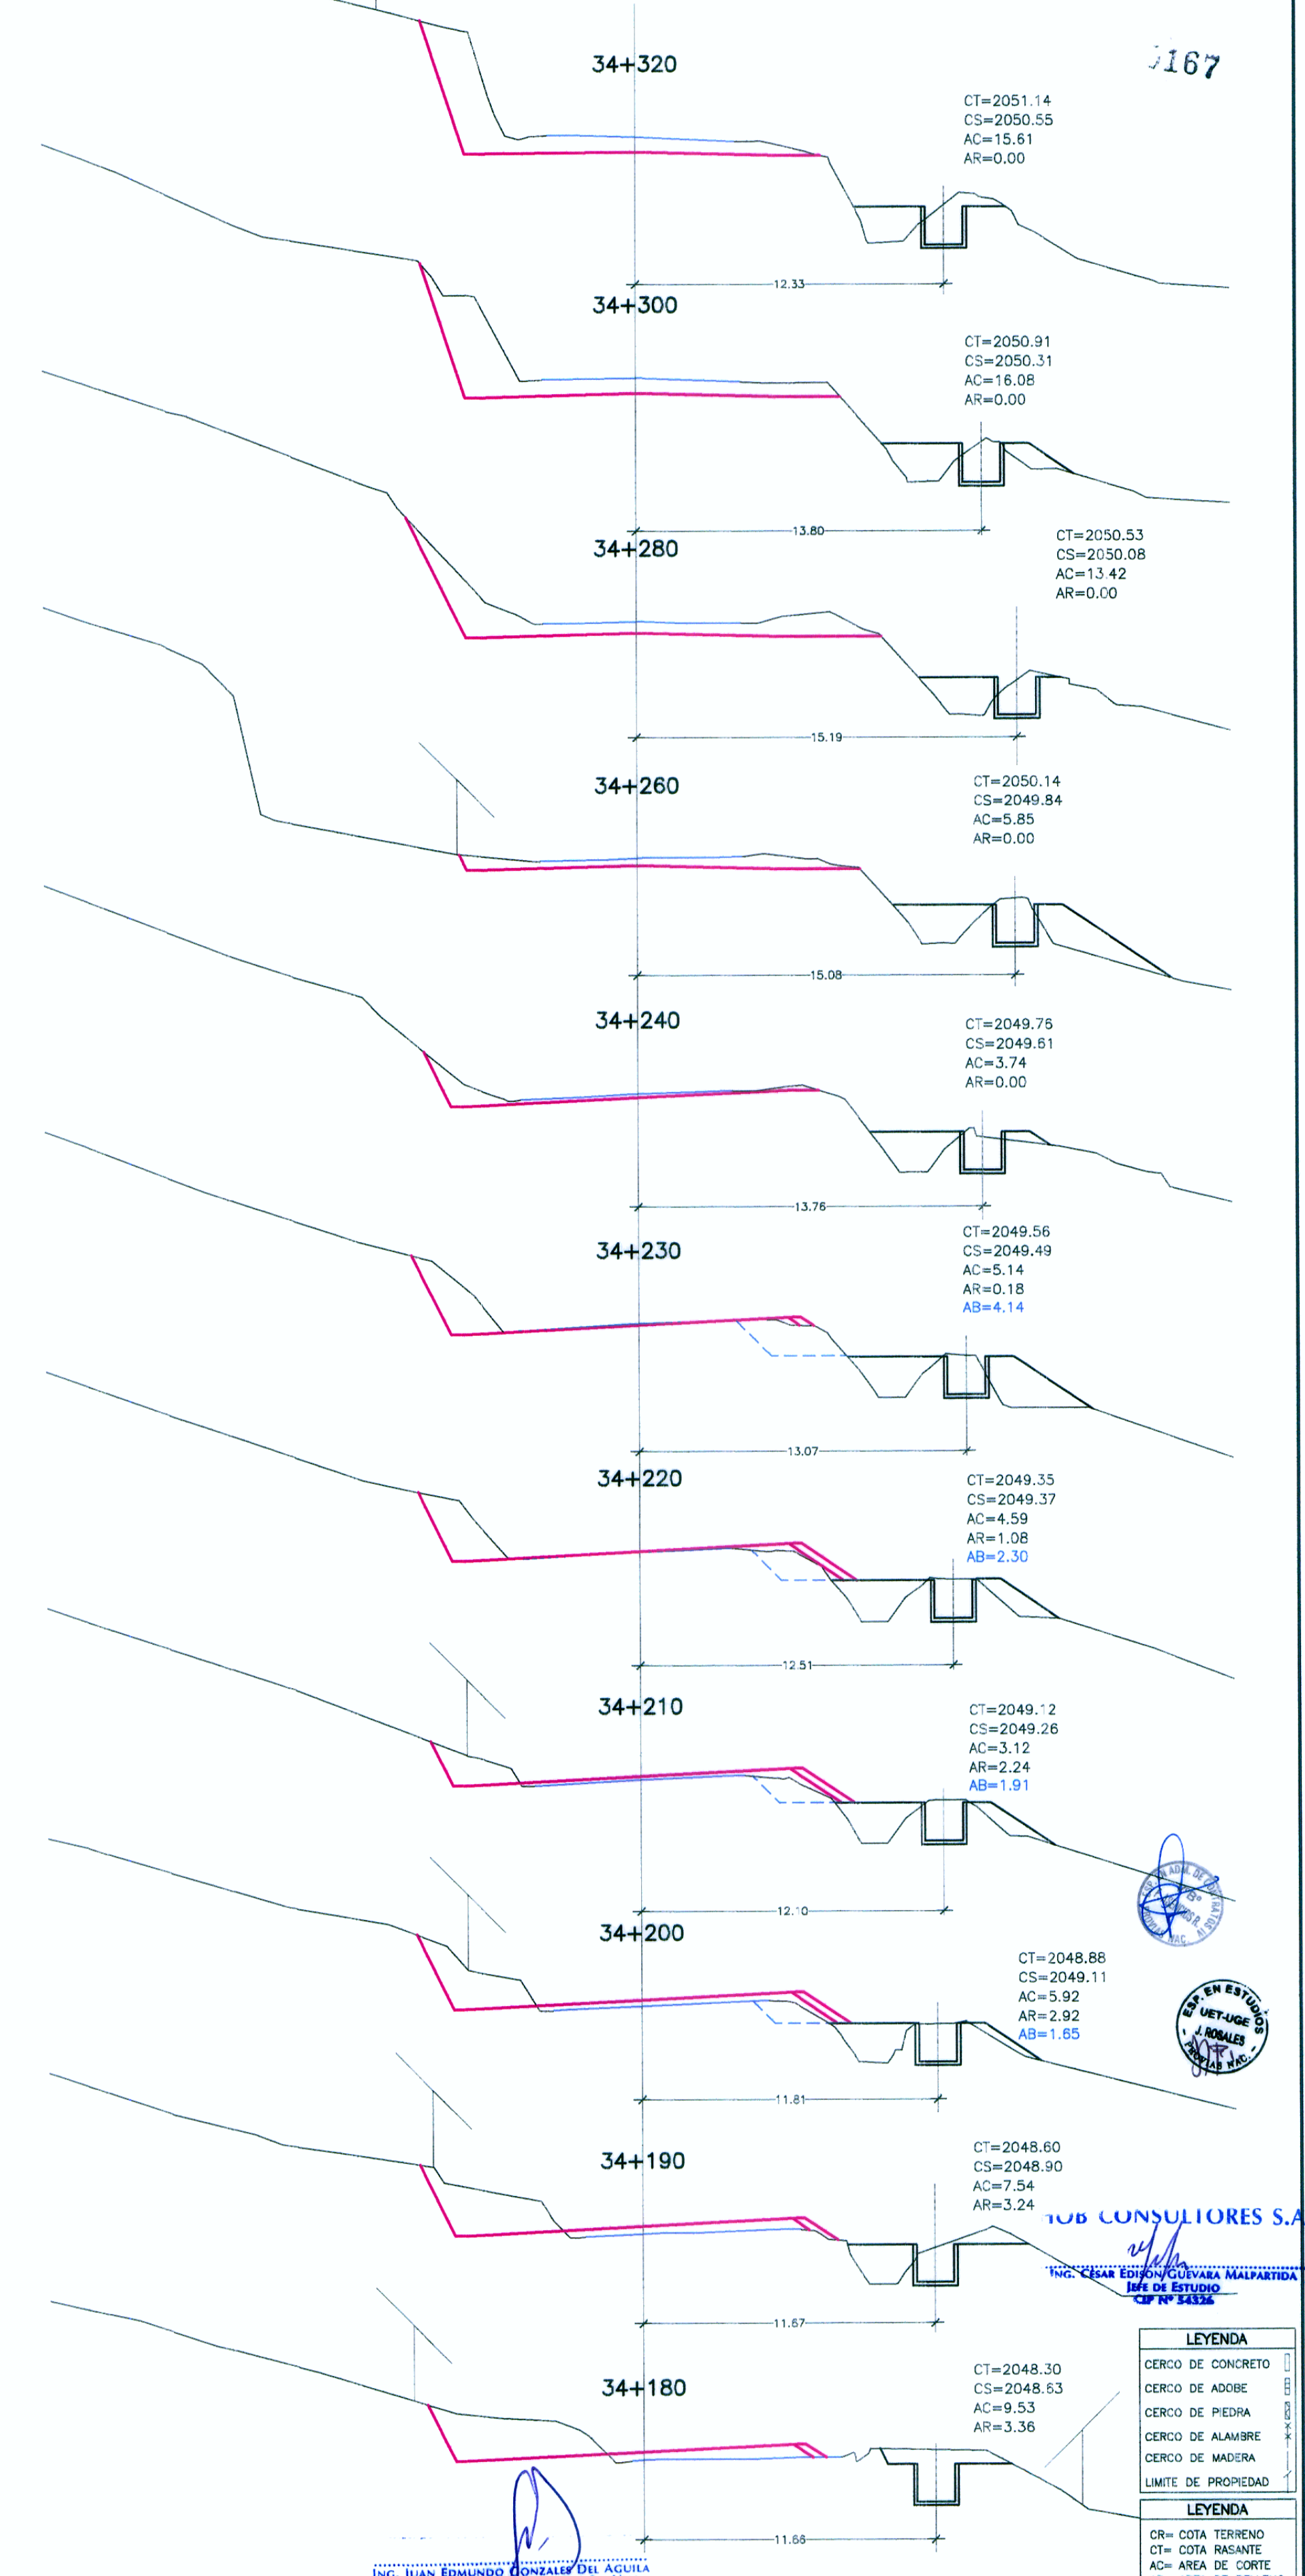 167
34+320
CT=2051.14
CS=2050.55
AC=15.61
AR=0.00
12.33
34+300
CT=2050.91
CS=2050.31
AC=16.08
AR=0.00
13.80
34+280
CT=2050.53
CS=2050.08
AC=13.42
AR=0.00
15.19
34+260
CT=2050.14
CS=2049.84
AC=5.85
AR=0.00
15.08
34+240
CT=2049.76
CS=2049.61
AC=3.74
AR=0.00
13.76
34+230
CT=2049.56
CS=2049.49
AC=5.14
AR=0.18
AB=4.14
13.07
34+220
CT=2049.35
CS=2049.37
AC=4.59
AR=1.08
AB=2.30
12.51
34+210
CT=2049.12
CS=2049.26
AC=3.12
AR=2.24
AB=1.91
12.10
34+200
CT=2048.88
CS=2049.11
AC=5.92
AR=2.92
AB=1.65
ESP. EN ESTUDIOS
UET-UGE
J. ROSALES
PROVIAS NAC.
11.81
34+190
CT=2048.60
CS=2048.90
AC=7.54
AR=3.24
CONSULTORES S.A
ING. CÉSAR EDISON GUEVARA MALPARTIDA
JEFE DE ESTUDIO
CIP Nº 54326
11.67
34+180
CT=2048.30
CS=2048.63
AC=9.53
AR=3.36
11.66
LEYENDA
CERCO DE CONCRETO
CERCO DE ADOBE
CERCO DE PIEDRA
CERCO DE ALAMBRE
CERCO DE MADERA
LIMITE DE PROPIEDAD
LEYENDA
CR= COTA TERRENO
CT= COTA RASANTE
AC= AREA DE CORTE
ING. JUAN EDMUNDO GONZALES DEL AGUILA